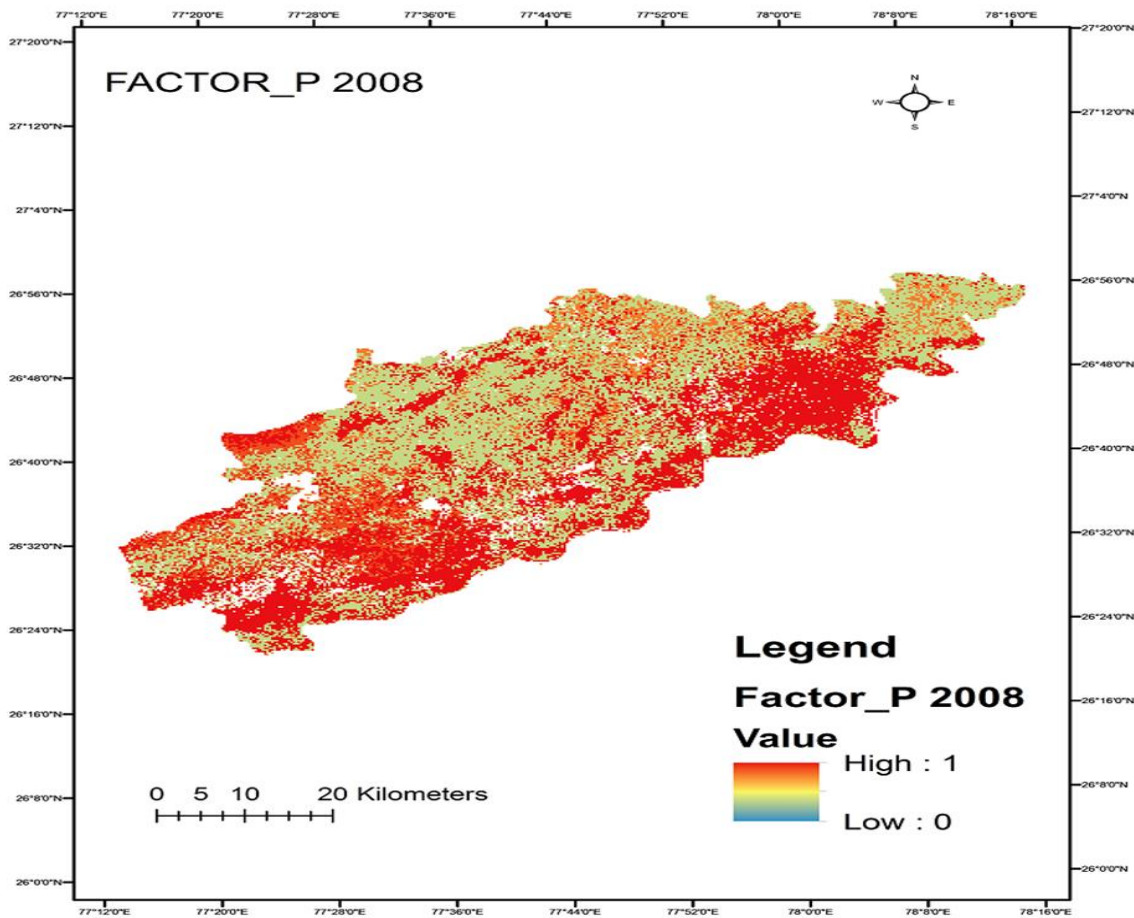 77°12'0"E 77°20'0"E 77°28'0"E 77°36'0"E 77°44'0"E 77°52'0"E 78°0'0"E 78°8'0"E 78°16'0"E
27°20'0"N 27°20'0"N
FACTOR_P 2008
N
W E
S
27°12'0"N 27°12'0"N
27°4'0"N 27°4'0"N
26°56'0"N 26°56'0"N
26°48'0"N 26°48'0"N
26°40'0"N 26°40'0"N
26°32'0"N 26°32'0"N
26°24'0"N 26°24'0"N
Legend
Factor_P 2008
26°16'0"N 26°16'0"N
Value
High : 1
Low : 0
0 5 10 20 Kilometers
26°8'0"N 26°8'0"N
26°0'0"N 26°0'0"N
77°12'0"E 77°20'0"E 77°28'0"E 77°36'0"E 77°44'0"E 77°52'0"E 78°0'0"E 78°8'0"E 78°16'0"E